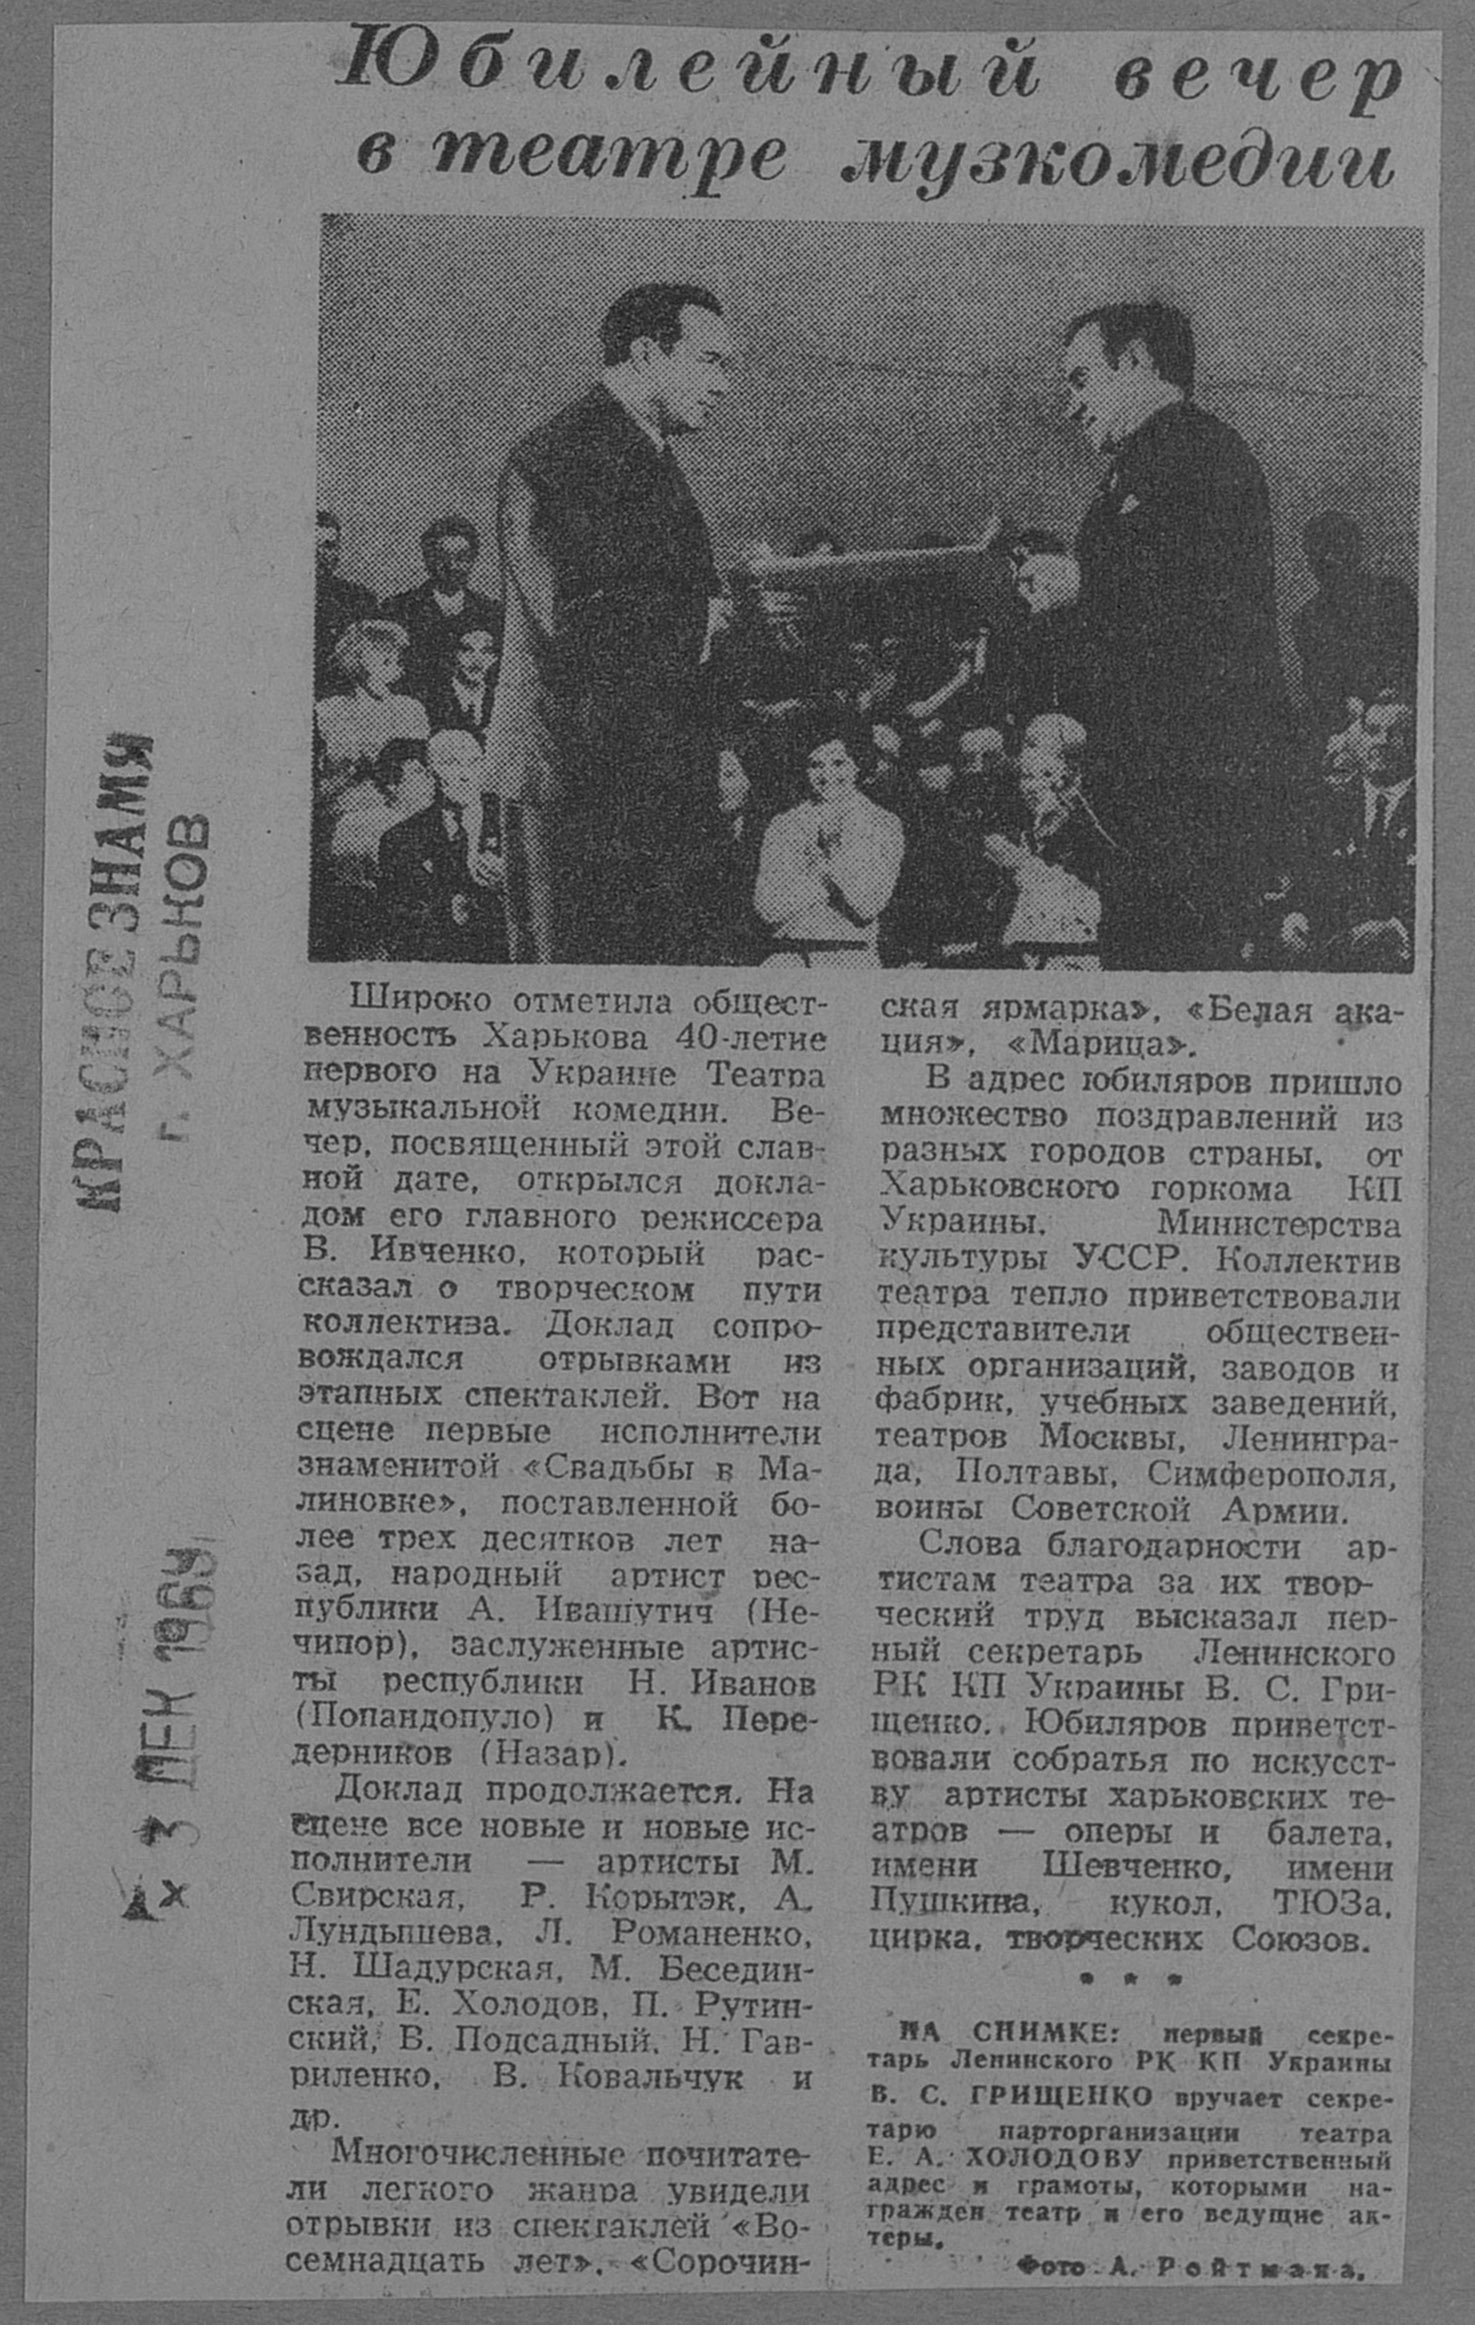 Юбилейный вечер
в театре музкомедии
КРАСНОЕ ЗНАМЯ
г. ХАРЬКОВ
3 ДЕК 1969
Широко отметила общест-
венность Харькова 40-летие
первого на Украине Театра
музыкальной комедии. Ве-
чер, посвященный этой слав-
ной дате, открылся докла-
дом его главного режиссера
В. Ивченко, который рас-
сказал о творческом пути
коллектива. Доклад сопро-
вождался отрывками из
этапных спектаклей. Вот на
сцене первые исполнители
знаменитой «Свадьбы в Ма-
линовке», поставленной бо-
лее трех десятков лет на-
зад, народный артист рес-
публики А. Ивашутич (Не-
чипор), заслуженные артис-
ты республики Н. Иванов
(Попандопуло) и К. Пере-
дерников (Назар).
Доклад продолжается. На
сцене все новые и новые ис-
полнители — артисты М.
Свирская, Р. Корытэк, А.
Лундышева, Л. Романенко,
Н. Шадурская, М. Бесядин-
ская, Е. Холодов, П. Рутин-
ский, В. Подсадный, Н. Гав-
риленко, В. Ковальчук и
др.
Многочисленные почитате-
ли легкого жанра увидели
отрывки из спектаклей «Во-
семнадцать лет», «Сорочин-
ская ярмарка», «Белая ака-
ция», «Марица».
В адрес юбиляров пришло
множество поздравлений из
разных городов страны, от
Харьковского горкома КП
Украины, Министерства
культуры УССР. Коллектив
театра тепло приветствовали
представители обществен-
ных организаций, заводов и
фабрик, учебных заведений,
театров Москвы, Ленингра-
да, Полтавы, Симферополя,
воины Советской Армии.
Слова благодарности ар-
тистам театра за их твор-
ческий труд высказал пер-
ный секретарь Ленинского
РК КП Украины В. С. Гри-
щенко. Юбиляров приветст-
вовали собратья по искусст-
ву артисты харьковских те-
атров — оперы и балета,
имени Шевченко, имени
Пушкина, кукол, ТЮЗа,
цирка, творческих Союзов.
* * *
НА СНИМКЕ: первый секре-
тарь Ленинского РК КП Украины
В. С. ГРИЩЕНКО вручает секре-
тарю парторганизации театра
Е. А. ХОЛОДОВУ приветственный
адрес и грамоты, которыми на-
гражден театр и его ведущие ак-
теры.
Фото А. Ройтмана.